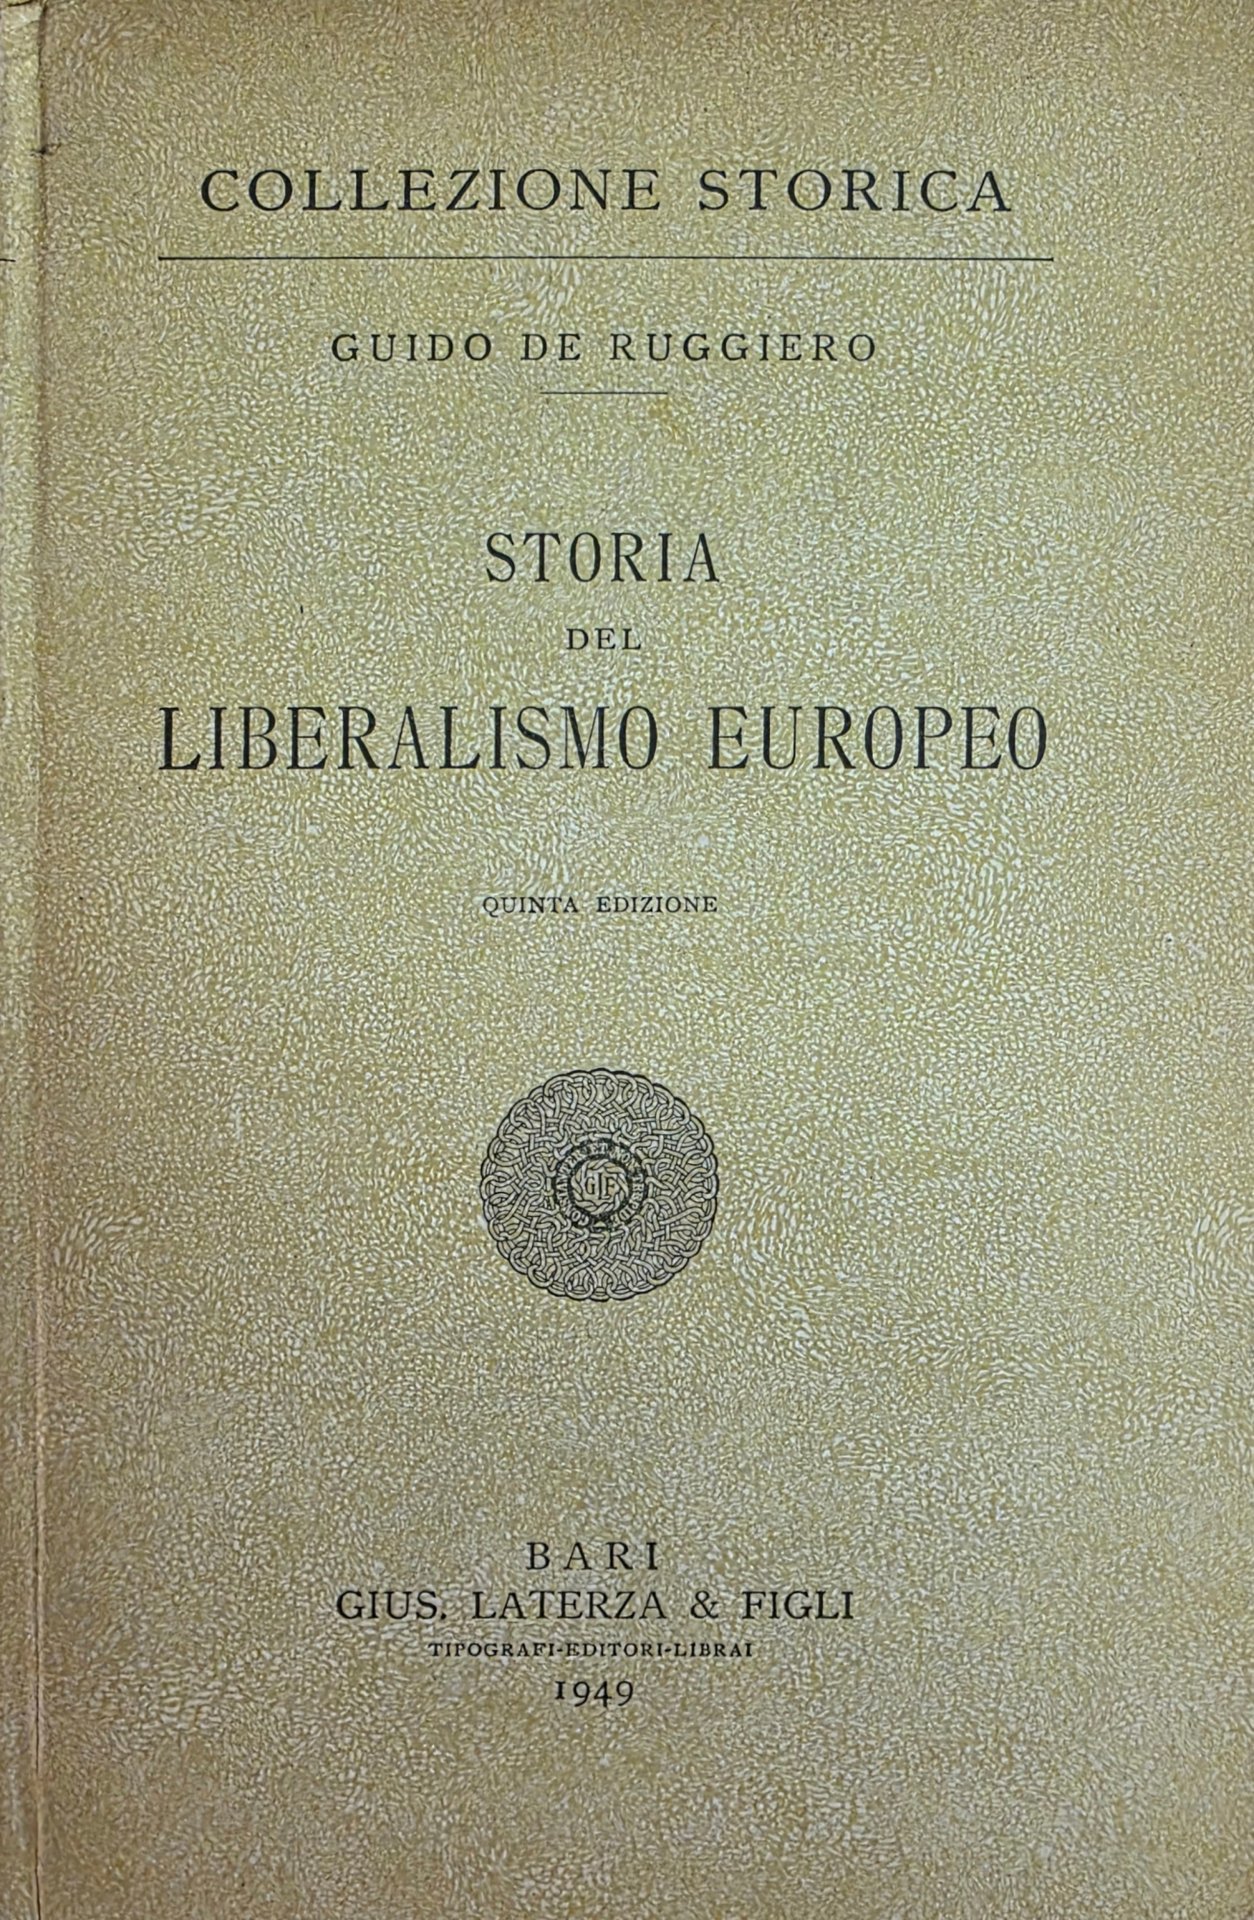 COLLEZIONE STORICA
GUIDO DE RUGGIERO
STORIA
DEL
LIBERALISMO EUROPEO
QUINTA EDIZIONE
BARI
GIUS. LATERZA & FIGLI
TIPOGRAFI-EDITORI-LIBRAI
1949